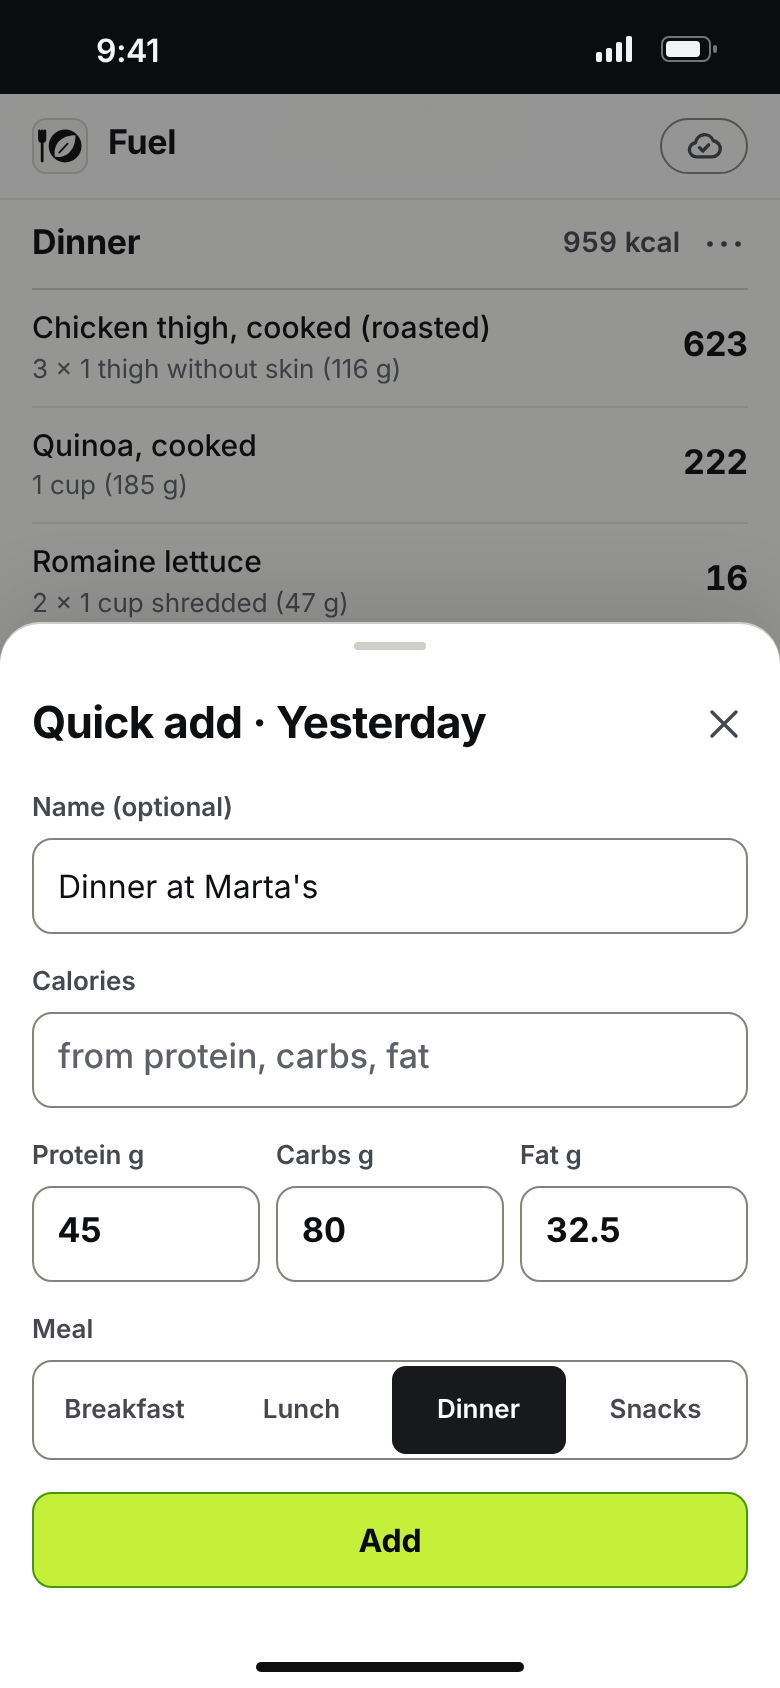 9:41
Fuel
Dinner 959 kcal ...
Chicken thigh, cooked (roasted) 623
3 × 1 thigh without skin (116 g)
Quinoa, cooked 222
1 cup (185 g)
Romaine lettuce 16
2 × 1 cup shredded (47 g)
Quick add · Yesterday
Name (optional)
Dinner at Marta's
Calories
from protein, carbs, fat
Protein g Carbs g Fat g
45 80 32.5
Meal
Breakfast Lunch Dinner Snacks
Add